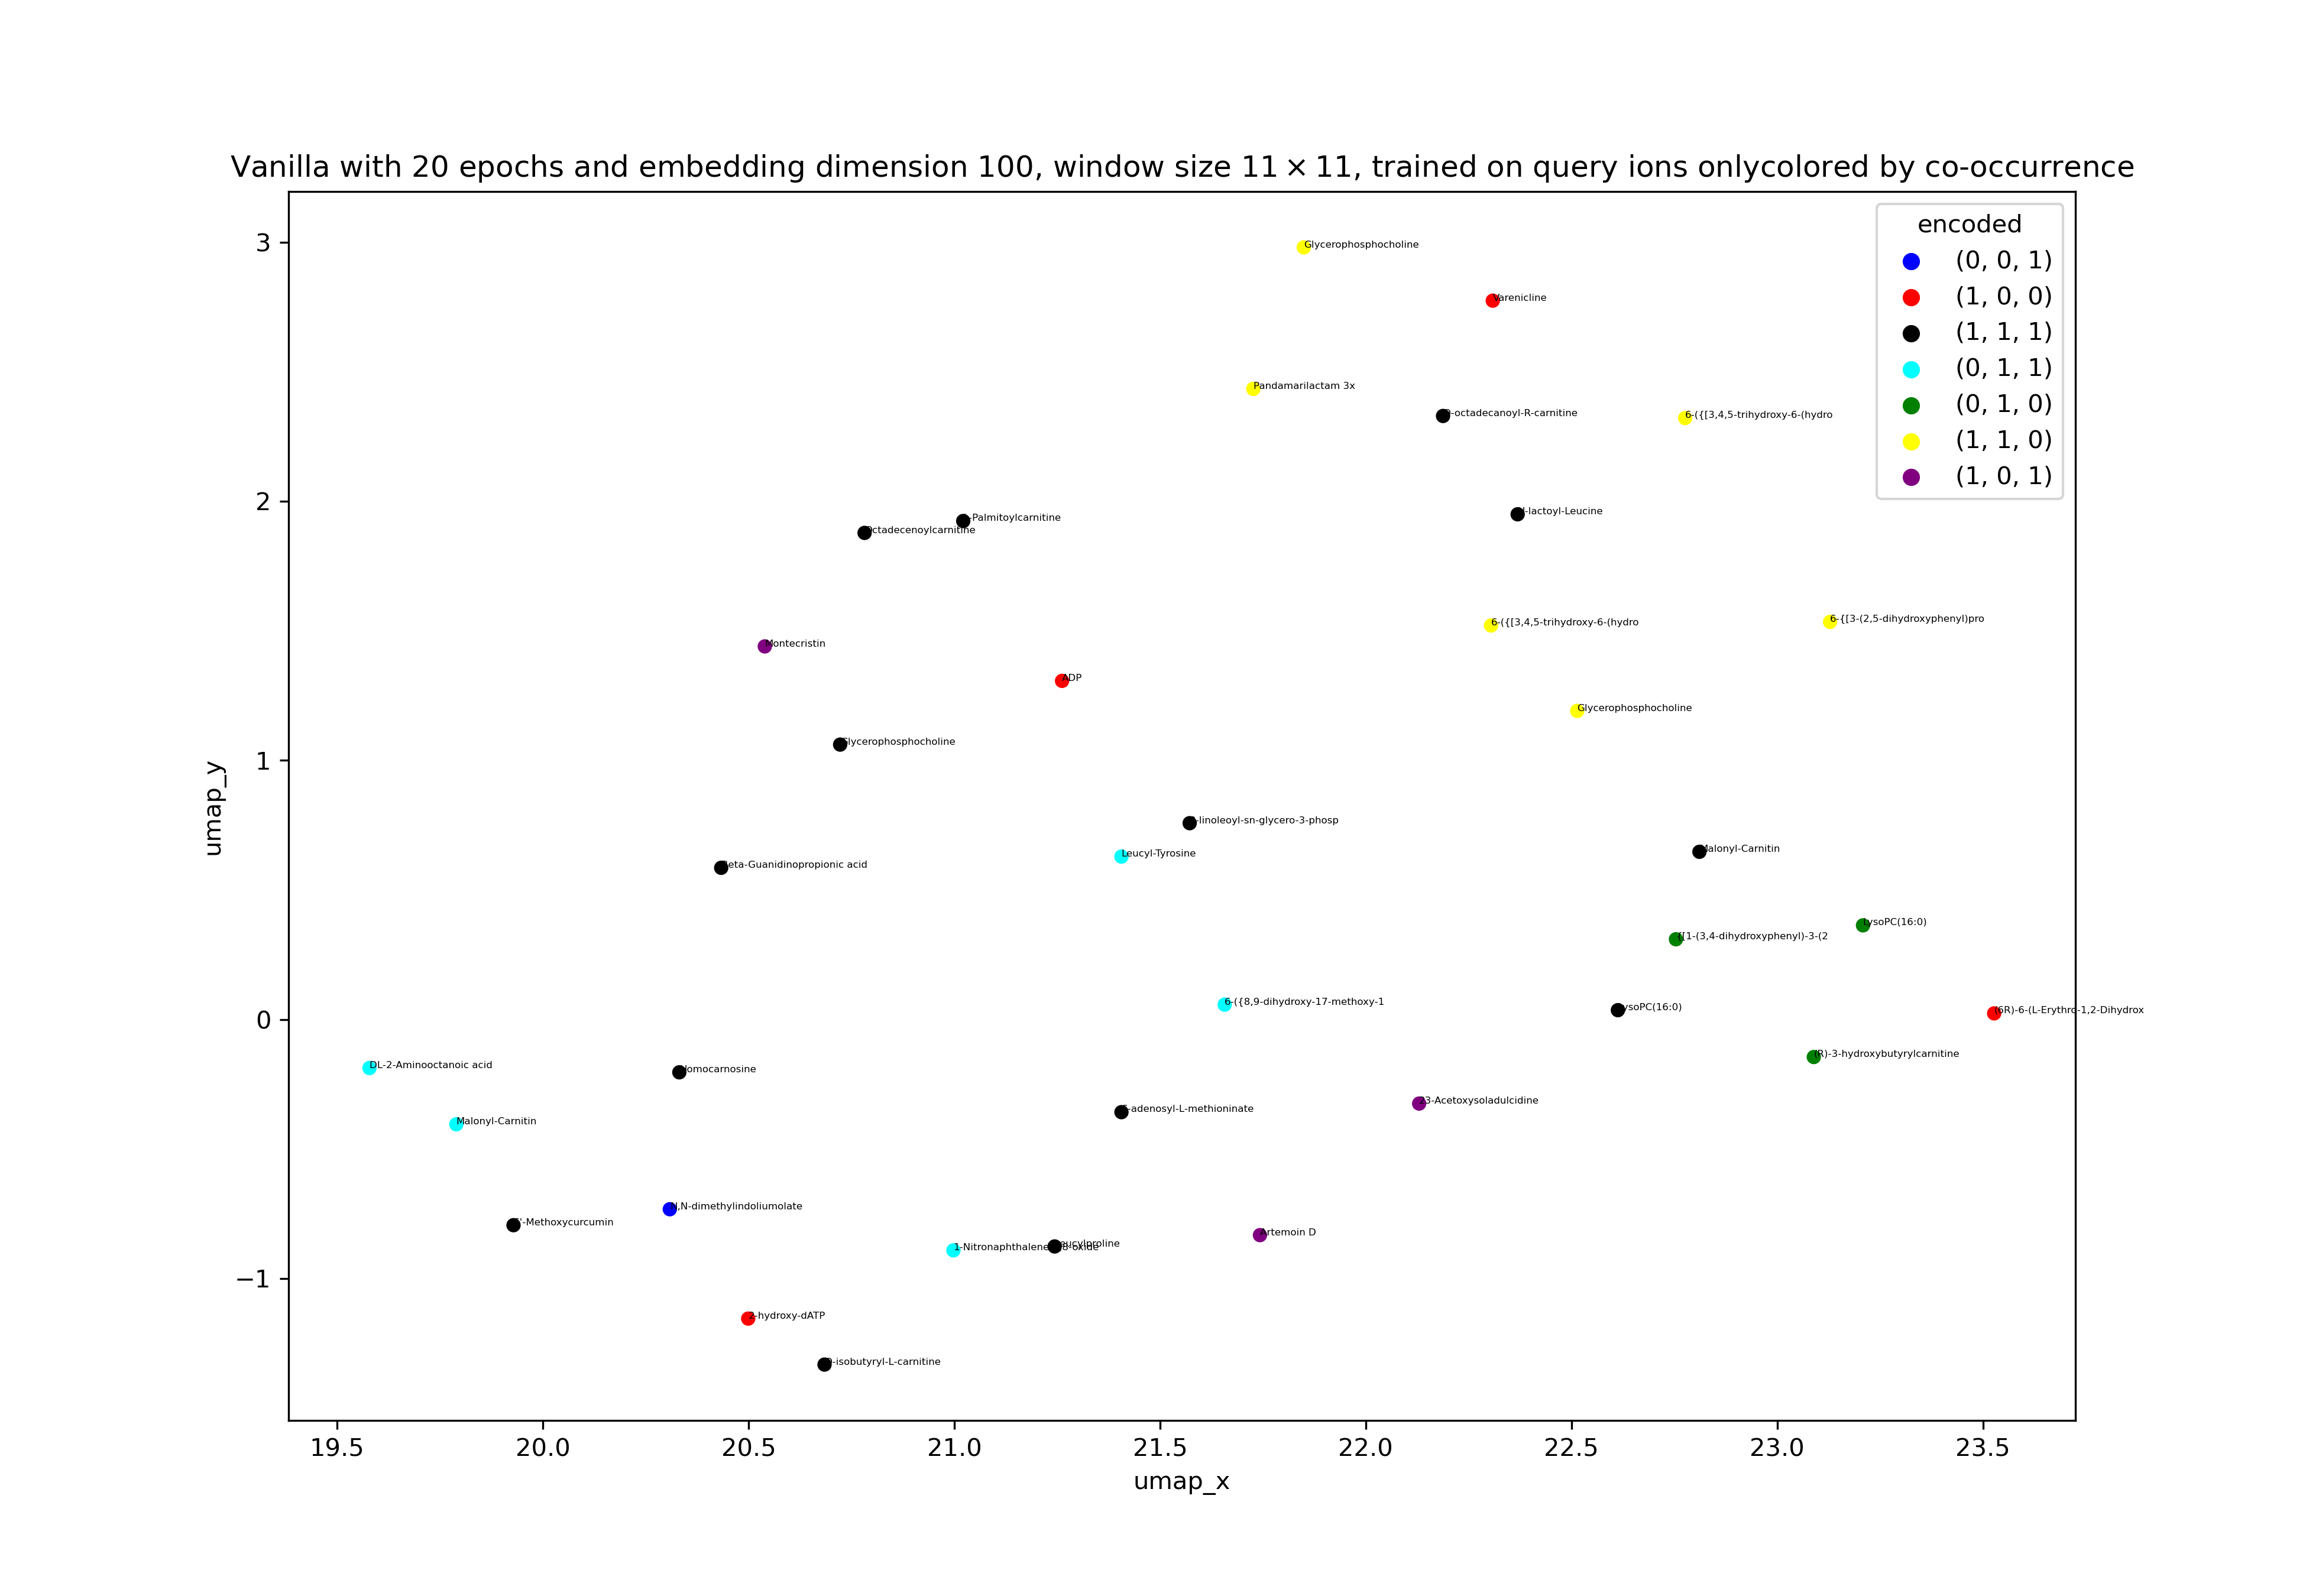 Vanilla with 20 epochs and embedding dimension 100, window size 11 × 11, trained on query ions onlycolored by co-occurrence
encoded
(0, 0, 1)
(1, 0, 0)
(1, 1, 1)
(0, 1, 1)
(0, 1, 0)
(1, 1, 0)
(1, 0, 1)
Glycerophosphocholine
Varenicline
Pandamarilactam 3x
O-octadecanoyl-R-carnitine
6-({[3,4,5-trihydroxy-6-(hydro
Palmitoylcarnitine
Octadecenoylcarnitine
N-lactoyl-Leucine
6-({[3,4,5-trihydroxy-6-(hydro
6-{[3-(2,5-dihydroxyphenyl)pro
Montecristin
ADP
Glycerophosphocholine
Glycerophosphocholine
-linoleoyl-sn-glycero-3-phosp
Leucyl-Tyrosine
Malonyl-Carnitin
Beta-Guanidinopropionic acid
LysoPC(16:0)
{[1-(3,4-dihydroxyphenyl)-3-(2
6-({8,9-dihydroxy-17-methoxy-1
LysoPC(16:0)
(6R)-6-(L-Erythro-1,2-Dihydrox
(R)-3-hydroxybutyrylcarnitine
DL-2-Aminooctanoic acid
Homocarnosine
23-Acetoxysoladulcidine
S-adenosyl-L-methioninate
Malonyl-Carnitin
N,N-dimethylindoliumolate
'-Methoxycurcumin
Artemoin D
Leucylproline
1-Nitronaphthalene-oxide
2-hydroxy-dATP
O-isobutyryl-L-carnitine
3
2
1
0
−1
umap_y
19.5 20.0 20.5 21.0 21.5 22.0 22.5 23.0 23.5
umap_x